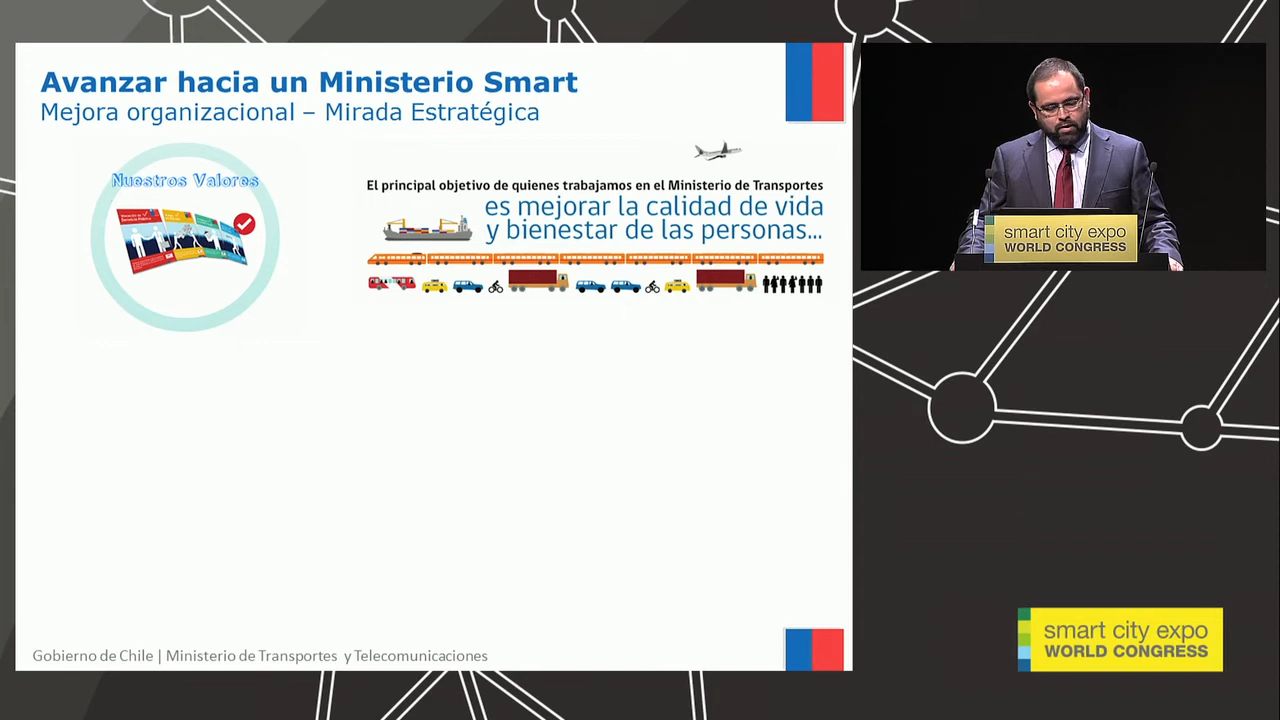 Avanzar hacia un Ministerio Smart
Mejora organizacional – Mirada Estratégica
Nuestros Valores
El principal objetivo de quienes trabajamos en el Ministerio de Transportes
es mejorar la calidad de vida
y bienestar de las personas...
Gobierno de Chile | Ministerio de Transportes y Telecomunicaciones
smart city expo
WORLD CONGRESS
smart city expo
WORLD CONGRESS